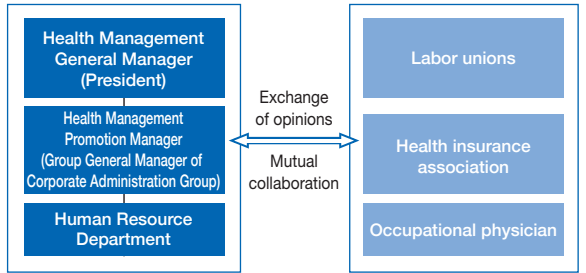 Health Management
General Manager
(President)
Health Management
Promotion Manager
(Group General Manager of
Corporate Administration Group)
Human Resource
Department
Exchange
of opinions
Mutual
collaboration
Labor unions
Health insurance
association
Occupational physician